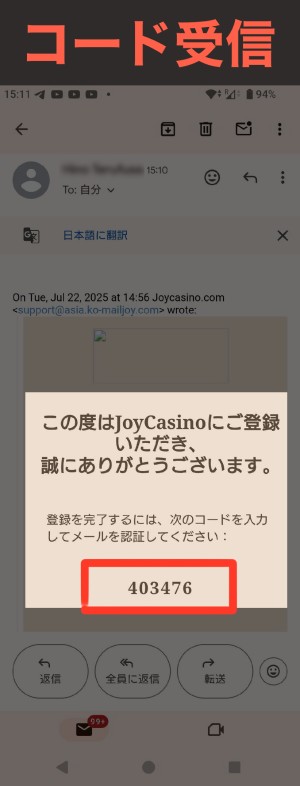 コード受信
15:11
94%
15:10
To: 自分
日本語に翻訳
On Tue, Jul 22, 2025 at 14:56 Joycasino.com
<support@asia.ko-mailjoy.com> wrote:
この度はJoyCasinoにご登録
いただき、
誠にありがとうございます。
登録を完了するには、次のコードを入力
してメールを認証してください：
403476
返信
全員に返信
転送
99+